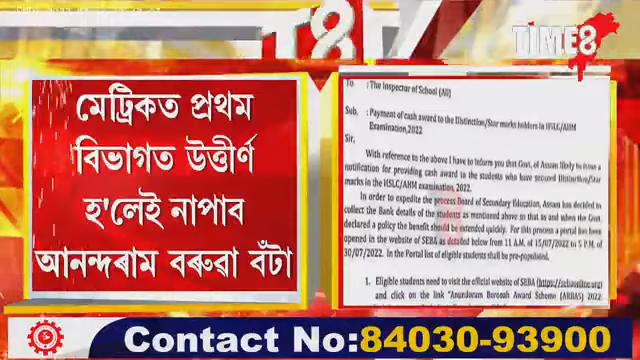 TIME8
মেট্ৰিকত প্ৰথম
বিভাগত উত্তীৰ্ণ
হ'লেই নাপাব
আনন্দৰাম বৰুৱা বঁটা
To : The Inspector of School (All)
Sub. : Payment of cash award to the Distinction/Star marks holders in HSLC/AHM
Examination,2022
Sir,
With reference to the above I have to inform you that Govt. of Assam likely to issue a
notification for providing cash award to the students who have secured Distinction/Star
marks in the HSLC/AHM examination, 2022.
In order to expedite the process Board of Secondary Education, Assam has decided to
collect the Bank details of the students as mentioned above so that as and when the Govt.
declared a policy the benefit should be extended quickly. For this process a portal has been
opened in the website of SEBA as detailed below from 11 A.M. of 15/07/2022 to 5 P.M. of
30/07/2022. In the Portal list of eligible students shall be pre-populated.
1. Eligible students need to visit the official website of SEBA (https://sebaonline.org)
and click on the link "Anundoram Borooah Award Scheme (ARBAS) 2022
Contact No:84030-93900